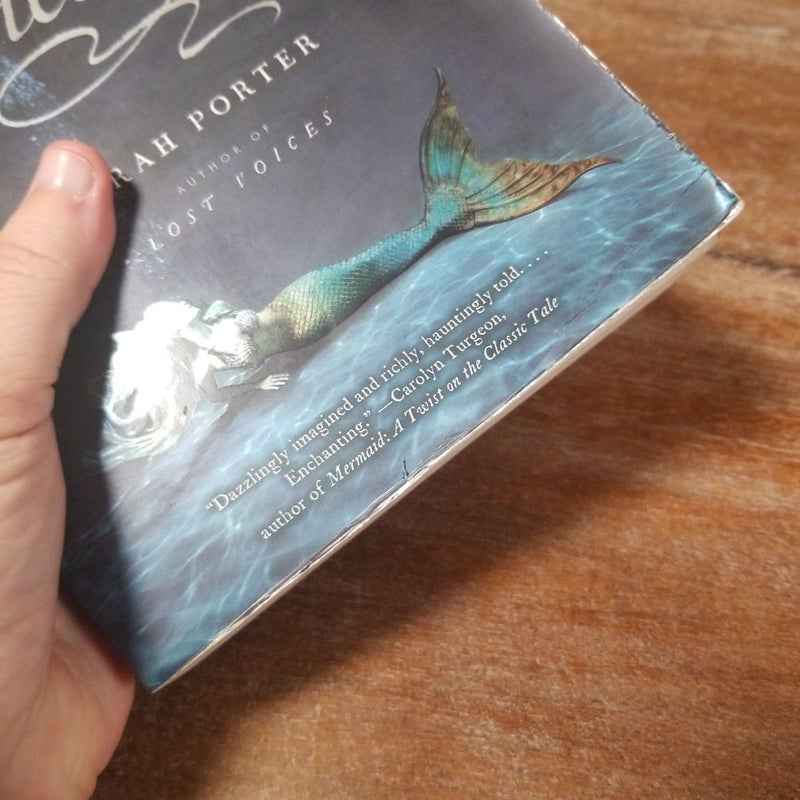 RAH PORTER
AUTHOR OF
LOST VOICES
“Dazzlingly imagined and richly, hauntingly told. . . .
Enchanting.” —Carolyn Turgeon,
author of Mermaid: A Twist on the Classic Tale